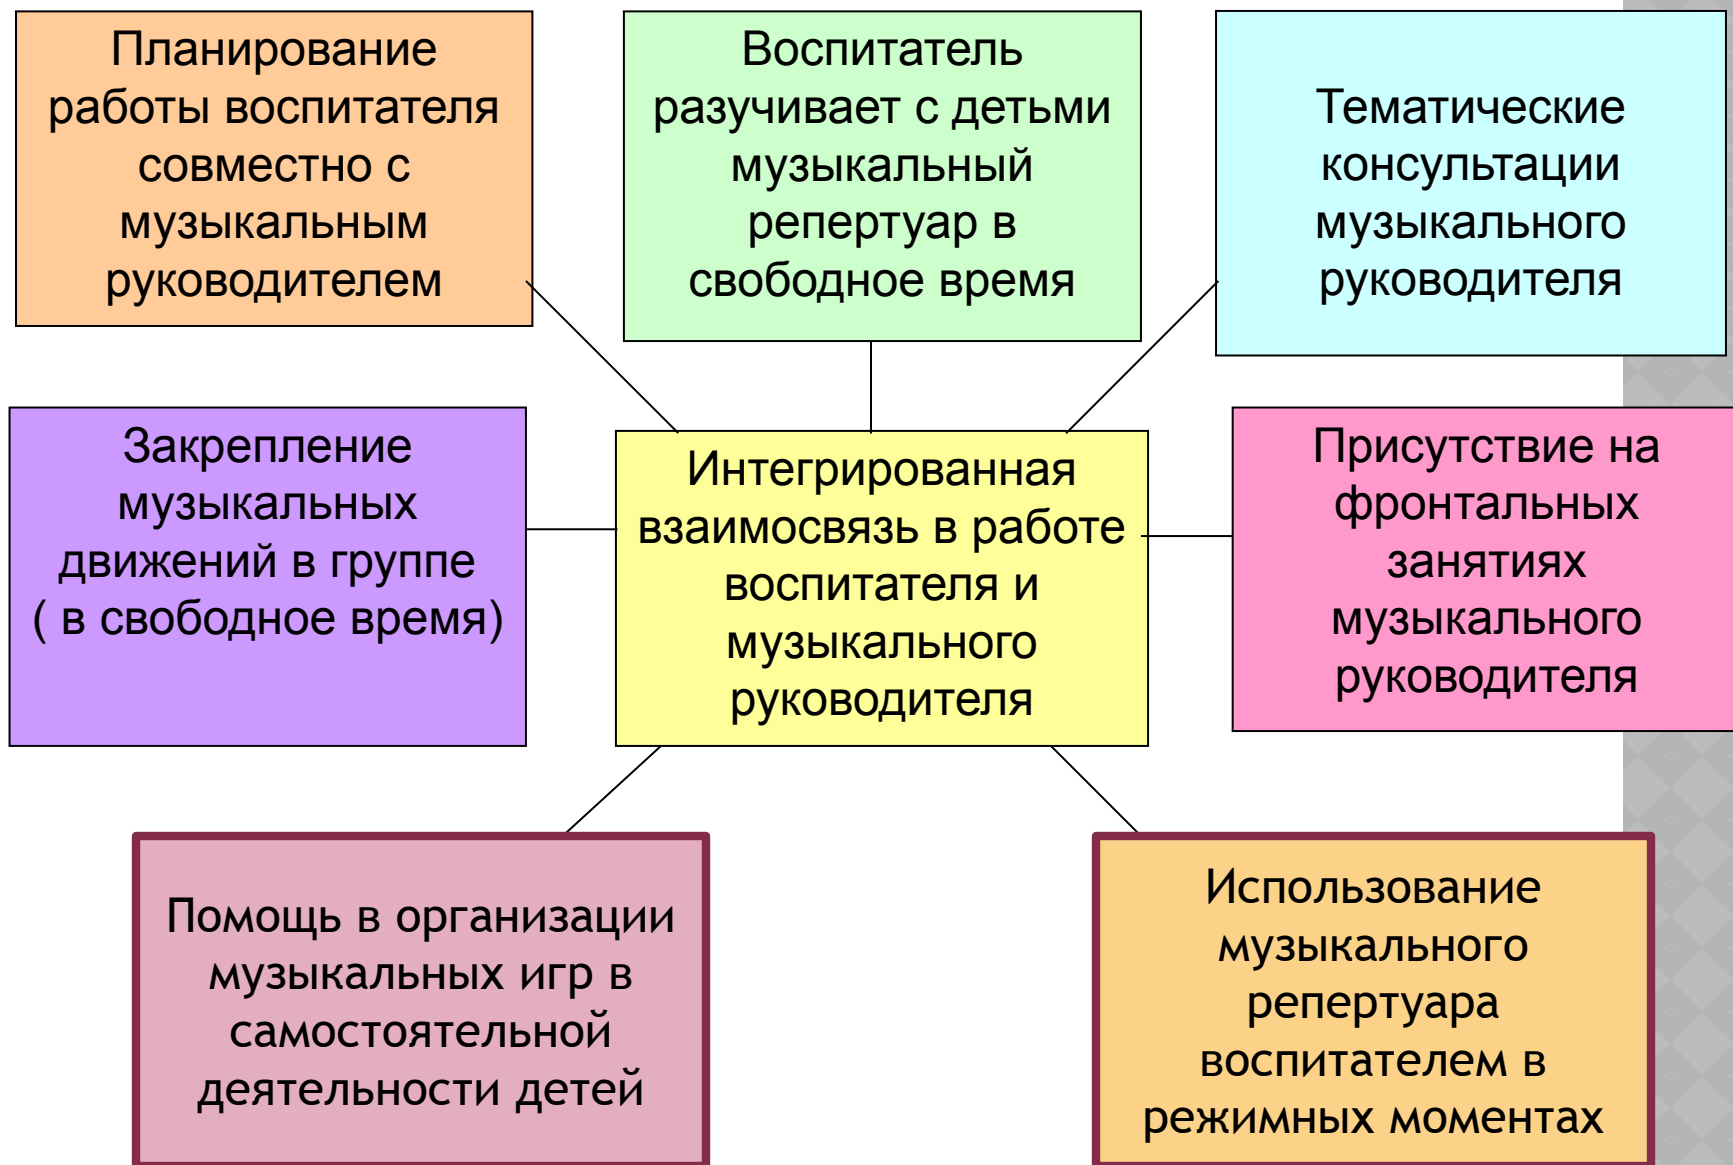 Планирование
работы воспитателя
совместно с
музыкальным
руководителем
Воспитатель
разучивает с детьми
музыкальный
репертуар в
свободное время
Тематические
консультации
музыкального
руководителя
Закрепление
музыкальных
движений в группе
( в свободное время)
Интегрированная
взаимосвязь в работе
воспитателя и
музыкального
руководителя
Присутствие на
фронтальных
занятиях
музыкального
руководителя
Помощь в организации
музыкальных игр в
самостоятельной
деятельности детей
Использование
музыкального
репертуара
воспитателем в
режимных моментах